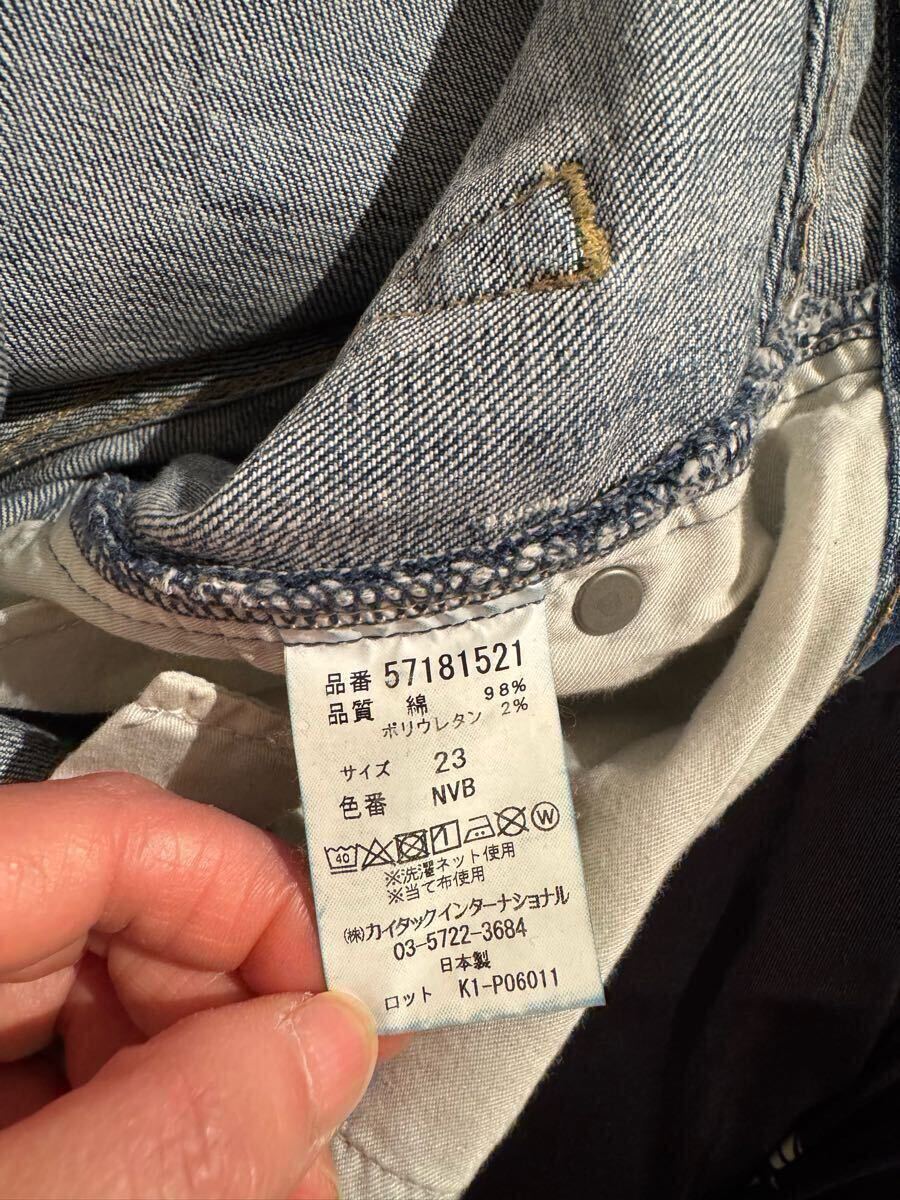 品番 57181521
品質 綿 98%
ポリウレタン 2%
サイズ 23
色番 NVB
40 W
※洗濯ネット使用
※当て布使用
(株)カイタックインターナショナル
03-5722-3684
日本製
ロット K1-P06011